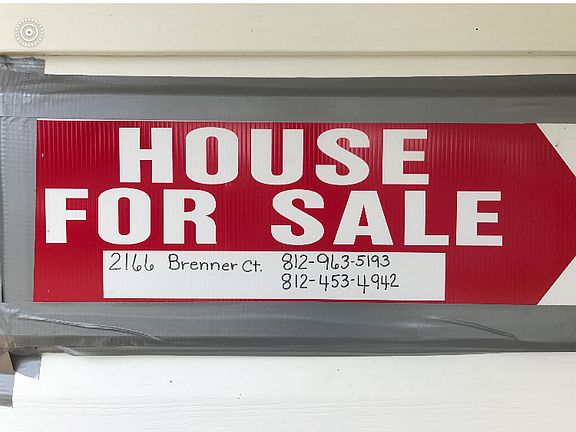 HOUSE
FOR SALE
2166 Brenner Ct. 812-963-5193
812-453-4942